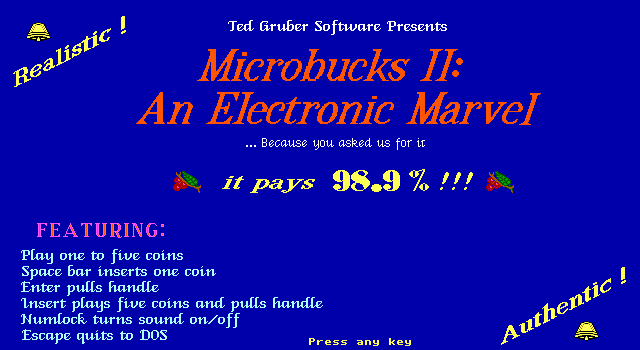 Realistic !
Ted Gruber Software Presents
Microbucks II:
An Electronic Marvel
... Because you asked us for it
it pays 98.9 % !!!
FEATURING:
Play one to five coins
Space bar inserts one coin
Enter pulls handle
Insert plays five coins and pulls handle
Numlock turns sound on/off
Escape quits to DOS
Authentic !
Press any key